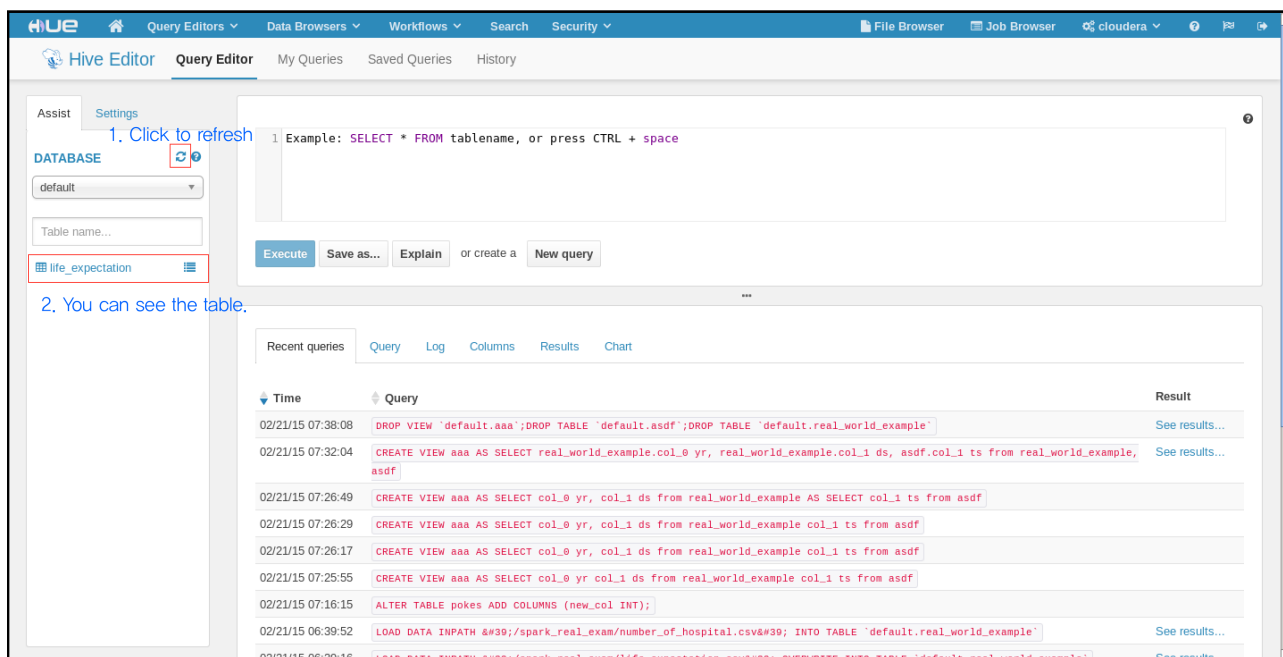 HUE Query Editors Data Browsers Workflows Search Security File Browser Job Browser cloudera
Hive Editor Query Editor My Queries Saved Queries History
Assist Settings
1. Click to refresh
DATABASE
default
Table name...
life_expectation
2. You can see the table.
1 Example: SELECT * FROM tablename, or press CTRL + space
Execute Save as... Explain or create a New query
Recent queries Query Log Columns Results Chart
Time Query Result
02/21/15 07:38:08 DROP VIEW `default.aaa`;DROP TABLE `default.asdf`;DROP TABLE `default.real_world_example` See results...
02/21/15 07:32:04 CREATE VIEW aaa AS SELECT real_world_example.col_0 yr, real_world_example.col_1 ds, asdf.col_1 ts from real_world_example, See results...
asdf
02/21/15 07:26:49 CREATE VIEW aaa AS SELECT col_0 yr, col_1 ds from real_world_example AS SELECT col_1 ts from asdf
02/21/15 07:26:29 CREATE VIEW aaa AS SELECT col_0 yr, col_1 ds from real_world_example col_1 ts from asdf
02/21/15 07:26:17 CREATE VIEW aaa AS SELECT col_0 yr, col_1 ds from real_world_example col_1 ts from asdf
02/21/15 07:25:55 CREATE VIEW aaa AS SELECT col_0 yr col_1 ds from real_world_example col_1 ts from asdf
02/21/15 07:16:15 ALTER TABLE pokes ADD COLUMNS (new_col INT);
02/21/15 06:39:52 LOAD DATA INPATH &#39;/spark_real_exam/number_of_hospital.csv&#39; INTO TABLE `default.real_world_example` See results...